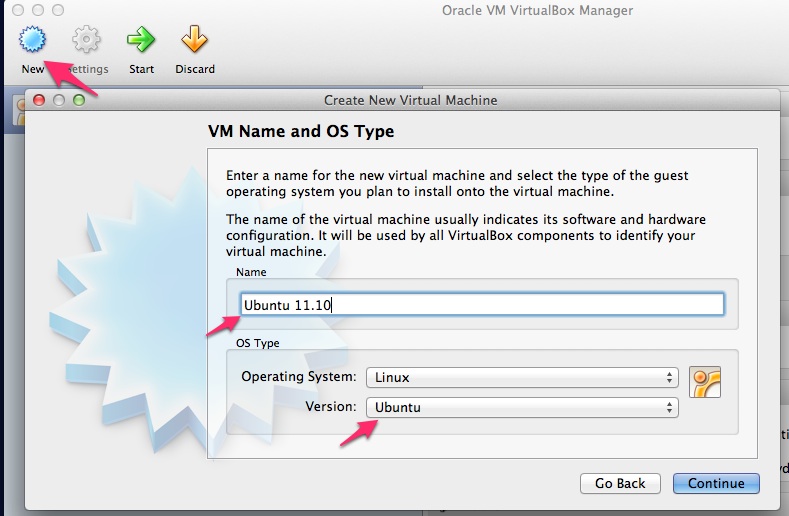 Oracle VM VirtualBox Manager
New Settings Start Discard
Create New Virtual Machine
VM Name and OS Type
Enter a name for the new virtual machine and select the type of the guest
operating system you plan to install onto the virtual machine.
The name of the virtual machine usually indicates its software and hardware
configuration. It will be used by all VirtualBox components to identify your
virtual machine.
Name
Ubuntu 11.10
OS Type
Operating System: Linux
Version: Ubuntu
Go Back Continue